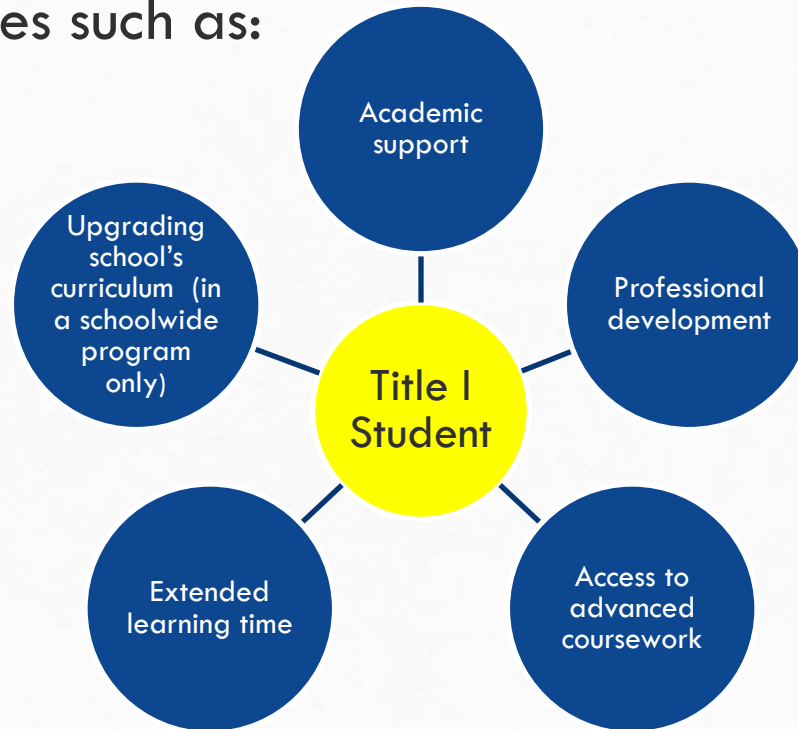 es such as:
Academic
support
Upgrading
school’s
curriculum (in
a schoolwide
program
only)
Professional
development
Title I
Student
Extended
learning time
Access to
advanced
coursework